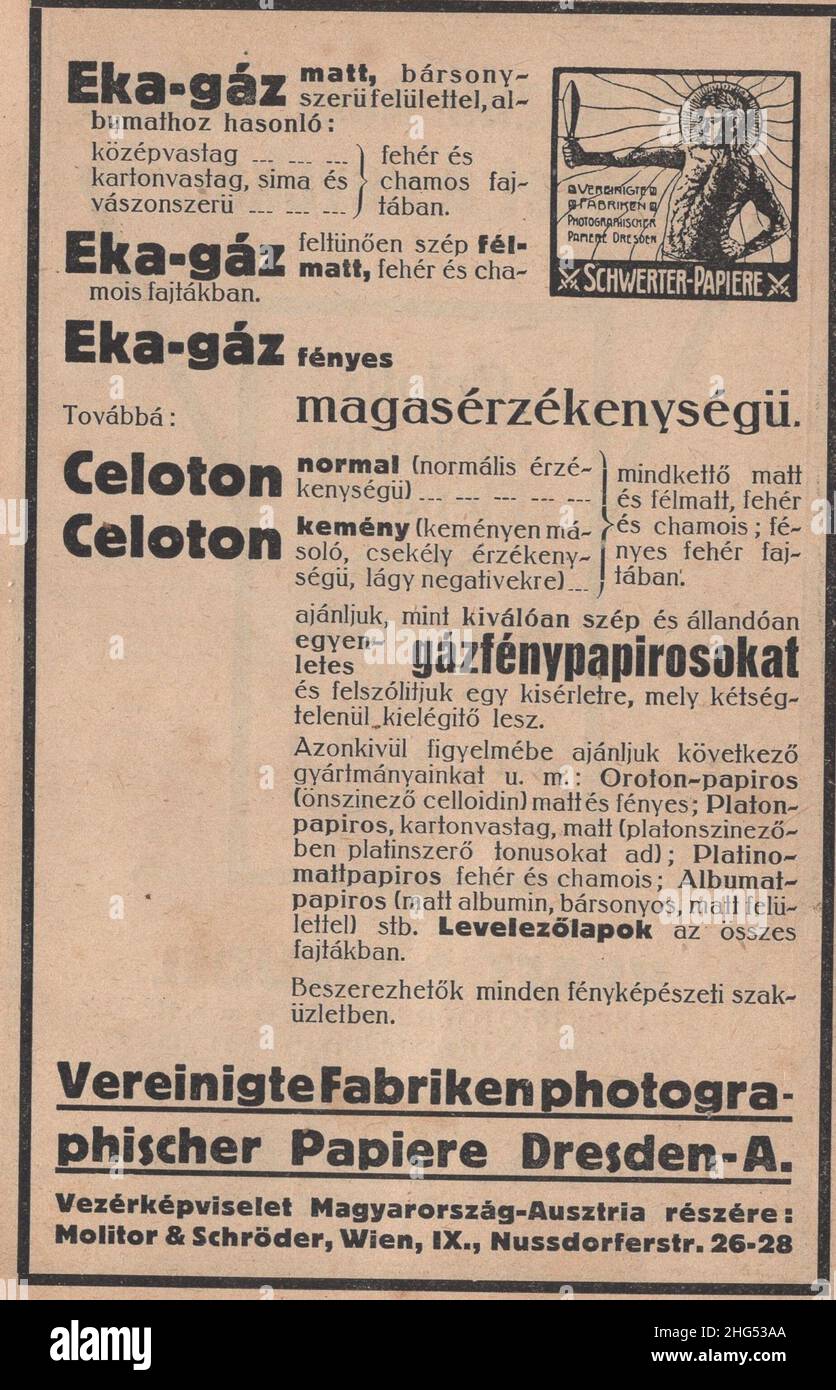 Eka-gáz matt, bársony-
szerü felülettel, al-
bumathoz hasonló:
középvastag ... ... ...
kartonvastag, sima és
vászonszerü ... ... ...
fehér és
chamos faj-
tában.
VEREINIGTE
FABRIKEN
PHOTOGRAPHISCHER
PAPIERE DRESDEN
SCHWERTER-PAPIERE
Eka-gáz feltünően szép fél-
matt, fehér és cha-
mois fajtákban.
Eka-gáz fényes
Továbbá: magasérzékenységü.
Celoton normal (normális érzé-
kenységü) ... ... ... ... ...
Celoton kemény (keményen má-
soló, csekély érzékeny-
ségü, lágy negativekre) ...
mindkettő matt
és félmatt, fehér
és chamois; fé-
nyes fehér faj-
tában.
ajánljuk, mint kiválóan szép és állandóan
egyen-
letes gázfénypapirosokat
és felszólitjuk egy kisérletre, mely kétség-
telenül kielégitő lesz.
Azonkivül figyelmébe ajánljuk következő
gyártmányainkat u. m.: Oroton-papiros
(önszinező celloidin) matt és fényes; Platon-
papiros, kartonvastag, matt (platonszinező-
ben platinszerő tonusokat ad); Platino-
mattpapiros fehér és chamois; Albumat-
papiros (matt albumin, bársonyos, matt felü-
lettel) stb. Levelezőlapok az összes
fajtákban.
Beszerezhetők minden fényképészeti szak-
üzletben.
Vereinigte Fabriken photogra-
phischer Papiere Dresden-A.
Vezérképviselet Magyarország-Ausztria részére:
Molitor & Schröder, Wien, IX., Nussdorferstr. 26-28
alamy
Image ID: 2HG53AA
www.alamy.com